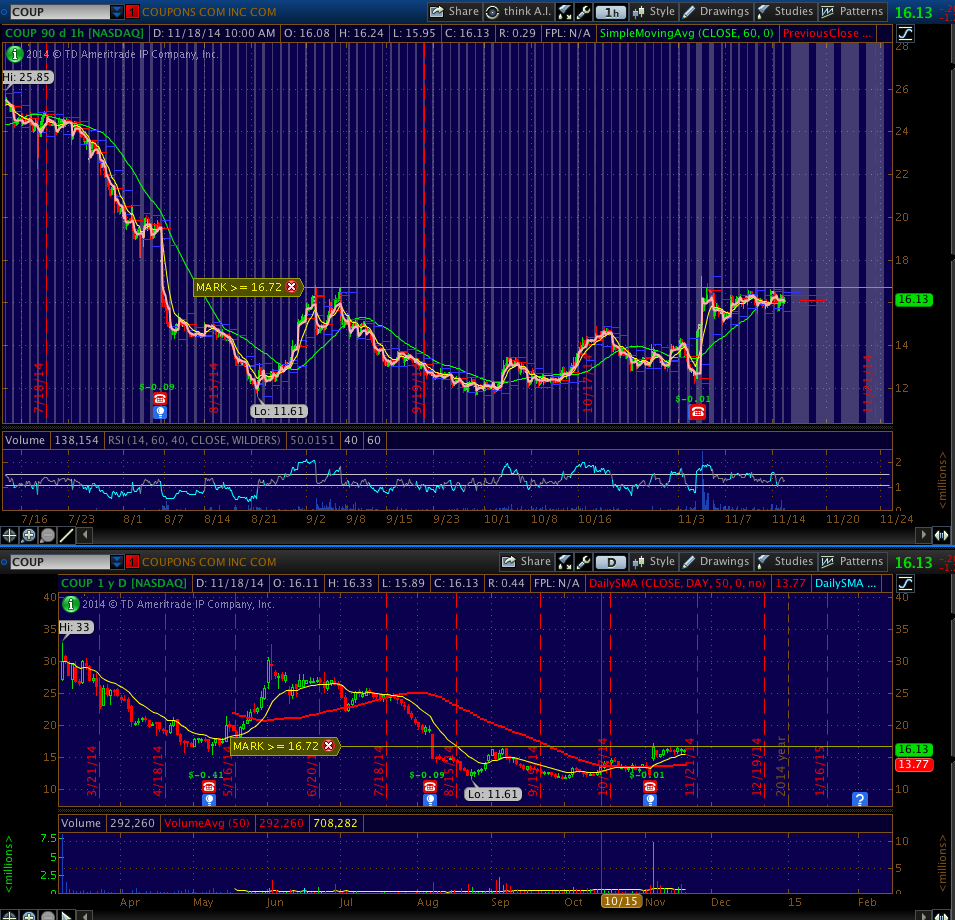 COUP 1 COUPONS COM INC COM Share think A.I. 1h Style Drawings Studies Patterns 16.13
COUP 90 d 1h [NASDAQ] D: 11/18/14 10:00 AM O: 16.08 H: 16.24 L: 15.95 C: 16.13 R: 0.29 FPL: N/A SimpleMovingAvg (CLOSE, 60, 0) PreviousClose ...
2014 © TD Ameritrade IP Company, Inc.
28
Hi: 25.85
26
24
22
20
18
MARK >= 16.72
16.13
14
12
7/18/14 8/15/14 9/19/14 10/17/14 11/21/14
$-0.09 $-0.01
Lo: 11.61
Volume 138,154 RSI (14, 60, 40, CLOSE, WILDERS) 50.0151 40 60
2
1
0
<millions>
7/16 7/23 8/1 8/7 8/14 8/21 9/2 9/8 9/15 9/23 10/1 10/8 10/16 11/3 11/7 11/14 11/20 11/24
COUP 1 COUPONS COM INC COM Share D Style Drawings Studies Patterns 16.13
COUP 1 y D [NASDAQ] D: 11/18/14 O: 16.11 H: 16.33 L: 15.89 C: 16.13 R: 0.44 FPL: N/A DailySMA (CLOSE, DAY, 50, 0, no) 13.77 DailySMA ...
40 2014 © TD Ameritrade IP Company, Inc. 40
Hi: 33
35 35
30 30
25 25
20 20
MARK >= 16.72
16.13
15
13.77
10 10
3/21/14 4/18/14 5/16/14 6/20/14 7/18/14 8/15/14 11/21/14 12/19/14 2014 year 1/16/15
$-0.41 $-0.09 $-0.01
Lo: 11.61
?
Volume 292,260 VolumeAvg (50) 292,260 708,282
7.5 10
5 5
2.5 0
<millions> <millions>
Apr May Jun Jul Aug Sep Oct 10/15 Nov Dec 15 Feb